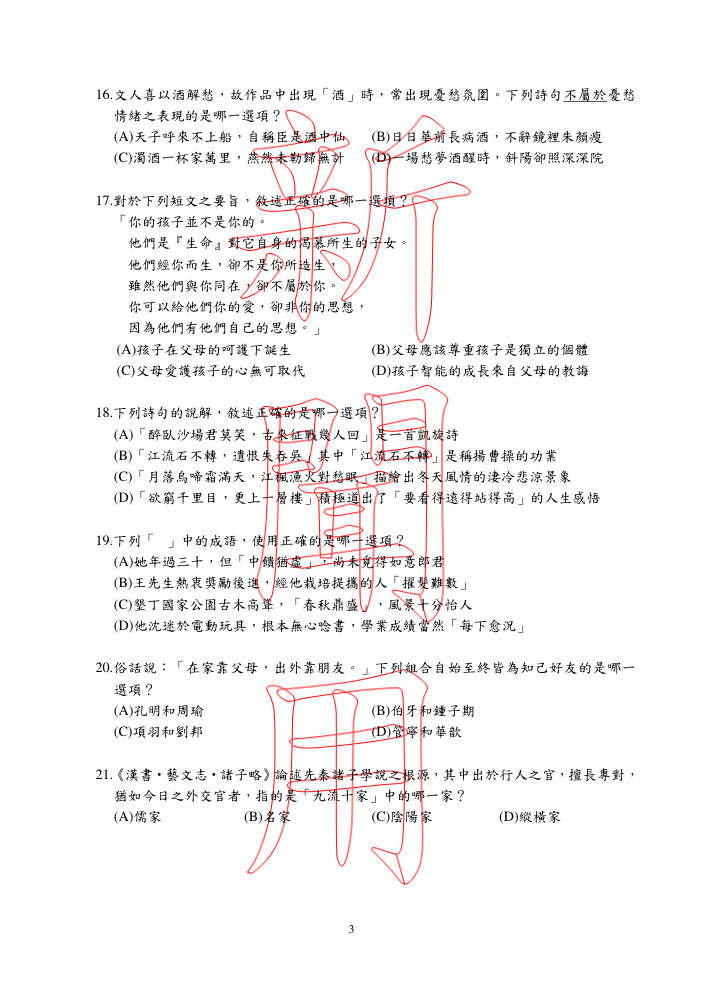 16.文人喜以酒解愁，故作品中出現「酒」時，常出現憂愁氛圍。下列詩句不屬於憂愁
情緒之表現的是哪一選項？
(A)天子呼來不上船，自稱臣是酒中仙　(B)日日華前長病酒，不辭鏡裡朱顏瘦
(C)濁酒一杯家萬里，燕然未勒歸無計　(D)一場愁夢酒醒時，斜陽卻照深深院
17.對於下列短文之要旨，敘述正確的是哪一選項？
「你的孩子並不是你的。
他們是『生命』對它自身的渴慕所生的子女。
他們經你而生，卻不是你所造生，
雖然他們與你同在，卻不屬於你。
你可以給他們你的愛，卻非你的思想，
因為他們有他們自己的思想。」
(A)孩子在父母的呵護下誕生　(B)父母應該尊重孩子是獨立的個體
(C)父母愛護孩子的心無可取代　(D)孩子智能的成長來自父母的教誨
18.下列詩句的說解，敘述正確的是哪一選項？
(A)「醉臥沙場君莫笑，古來征戰幾人回」是一首凱旋詩
(B)「江流石不轉，遺恨失吞吳」其中「江流石不轉」是稱揚曹操的功業
(C)「月落烏啼霜滿天，江楓漁火對愁眠」描繪出冬天風情的淒冷悲涼景象
(D)「欲窮千里目，更上一層樓」積極道出了「要看得遠得站得高」的人生感悟
19.下列「　」中的成語，使用正確的是哪一選項？
(A)她年過三十，但「中饋猶虛」，尚未覓得如意郎君
(B)王先生熱衷獎勵後進，經他栽培提攜的人「擢髮難數」
(C)墾丁國家公園古木高聳，「春秋鼎盛」，風景十分怡人
(D)他沈迷於電動玩具，根本無心唸書，學業成績當然「每下愈況」
20.俗話說：「在家靠父母，出外靠朋友。」下列組合自始至終皆為知己好友的是哪一
選項？
(A)孔明和周瑜　(B)伯牙和鍾子期
(C)項羽和劉邦　(D)管寧和華歆
21.《漢書‧藝文志‧諸子略》論述先秦諸子學說之根源，其中出於行人之官，擅長專對，
猶如今日之外交官者，指的是「九流十家」中的哪一家？
(A)儒家　(B)名家　(C)陰陽家　(D)縱橫家
3
新
聞
用